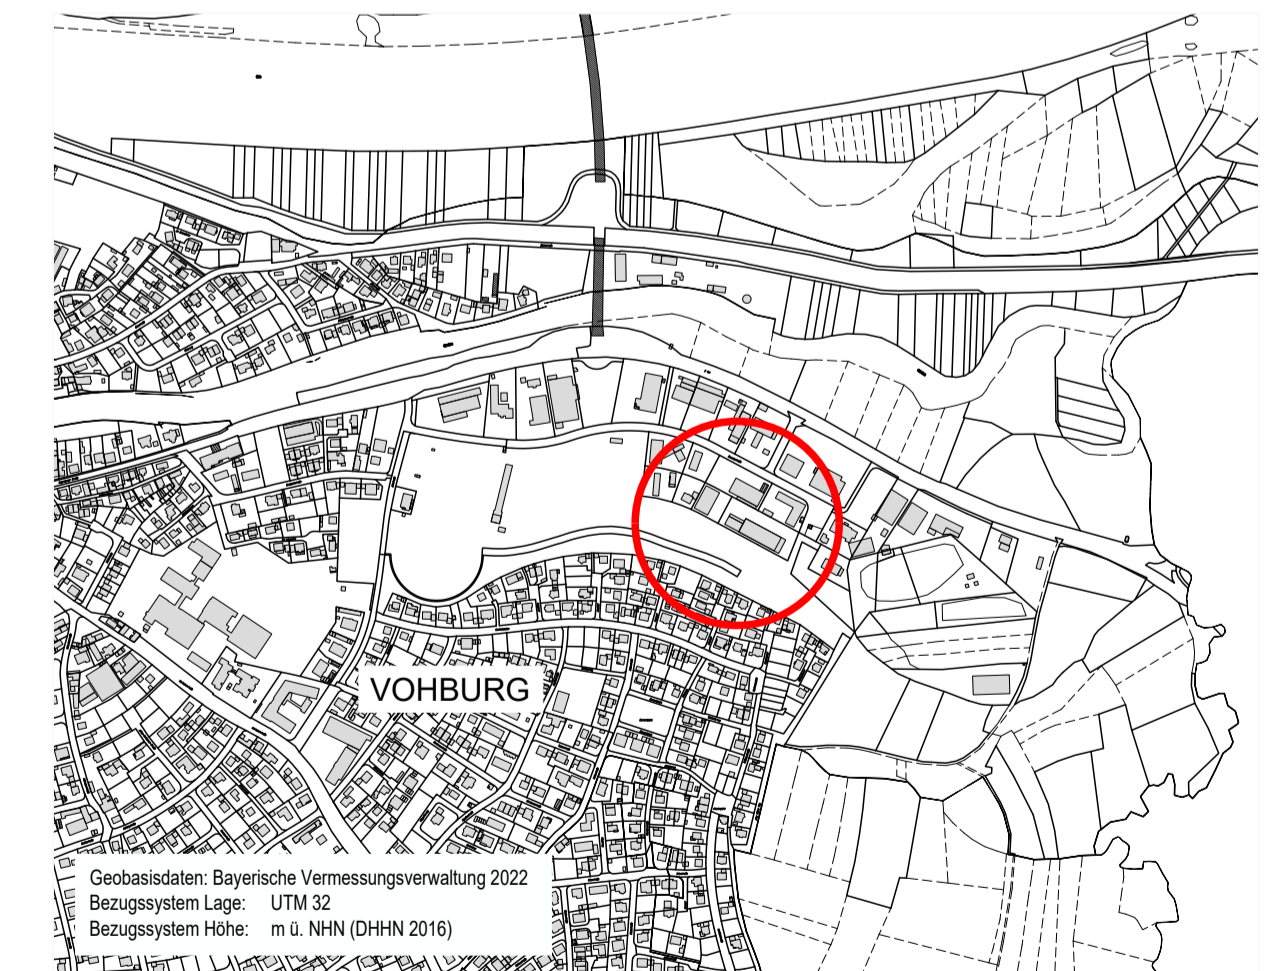 VOHBURG
Geobasisdaten: Bayerische Vermessungsverwaltung 2022
Bezugssystem Lage: UTM 32
Bezugssystem Höhe: m ü. NHN (DHHN 2016)